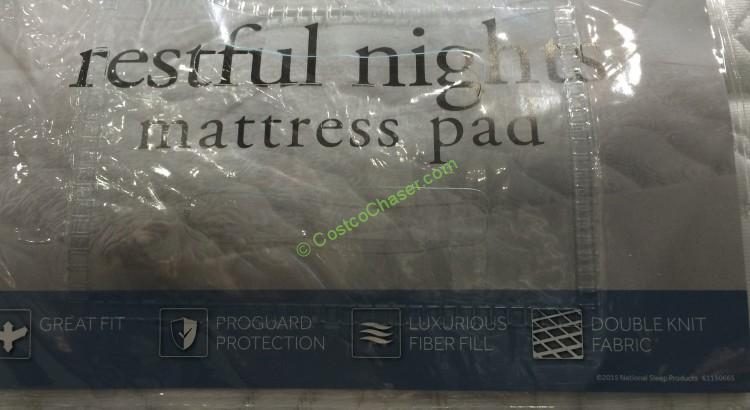 restful nights
mattress pad
© CostcoChaser.com
GREAT FIT
PROGUARD®
PROTECTION
LUXURIOUS
FIBER FILL
DOUBLE KNIT
FABRIC
©2015 National Sleep Products 61150665